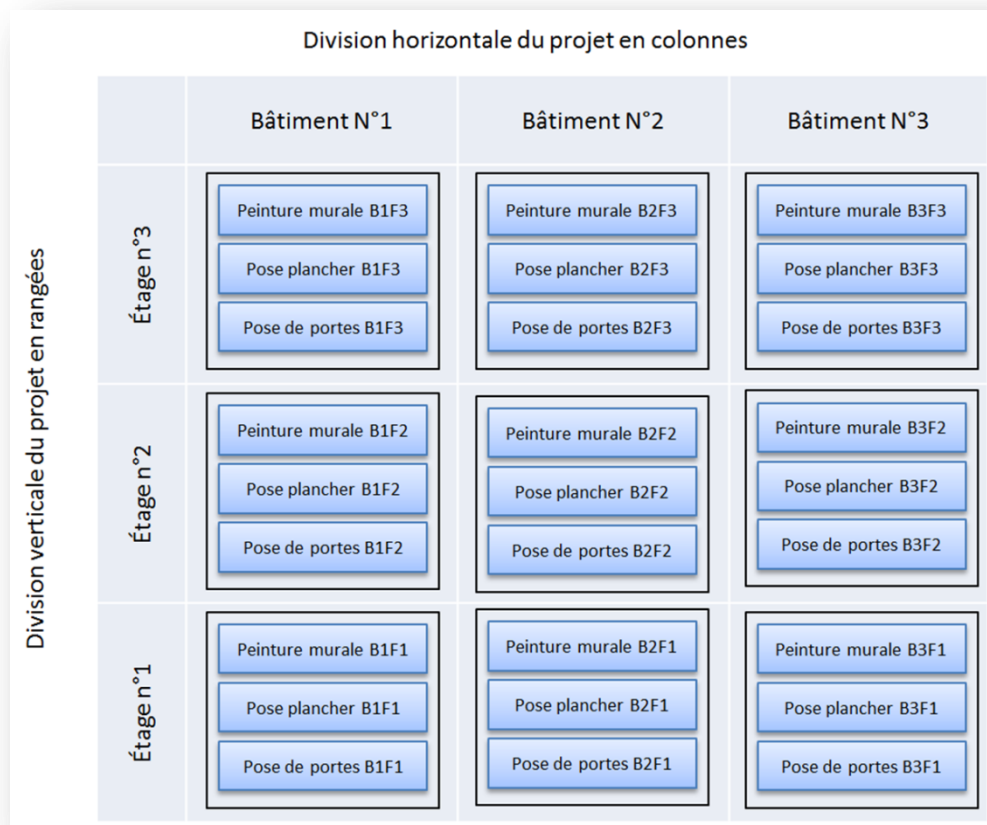 Division horizontale du projet en colonnes
Division verticale du projet en rangées
Bâtiment N°1
Bâtiment N°2
Bâtiment N°3
Étage n°3
Peinture murale B1F3
Peinture murale B2F3
Peinture murale B3F3
Pose plancher B1F3
Pose plancher B2F3
Pose plancher B3F3
Pose de portes B1F3
Pose de portes B2F3
Pose de portes B3F3
Étage n°2
Peinture murale B1F2
Peinture murale B2F2
Peinture murale B3F2
Pose plancher B1F2
Pose plancher B2F2
Pose plancher B3F2
Pose de portes B1F2
Pose de portes B2F2
Pose de portes B3F2
Étage n°1
Peinture murale B1F1
Peinture murale B2F1
Peinture murale B3F1
Pose plancher B1F1
Pose plancher B2F1
Pose plancher B3F1
Pose de portes B1F1
Pose de portes B2F1
Pose de portes B3F1